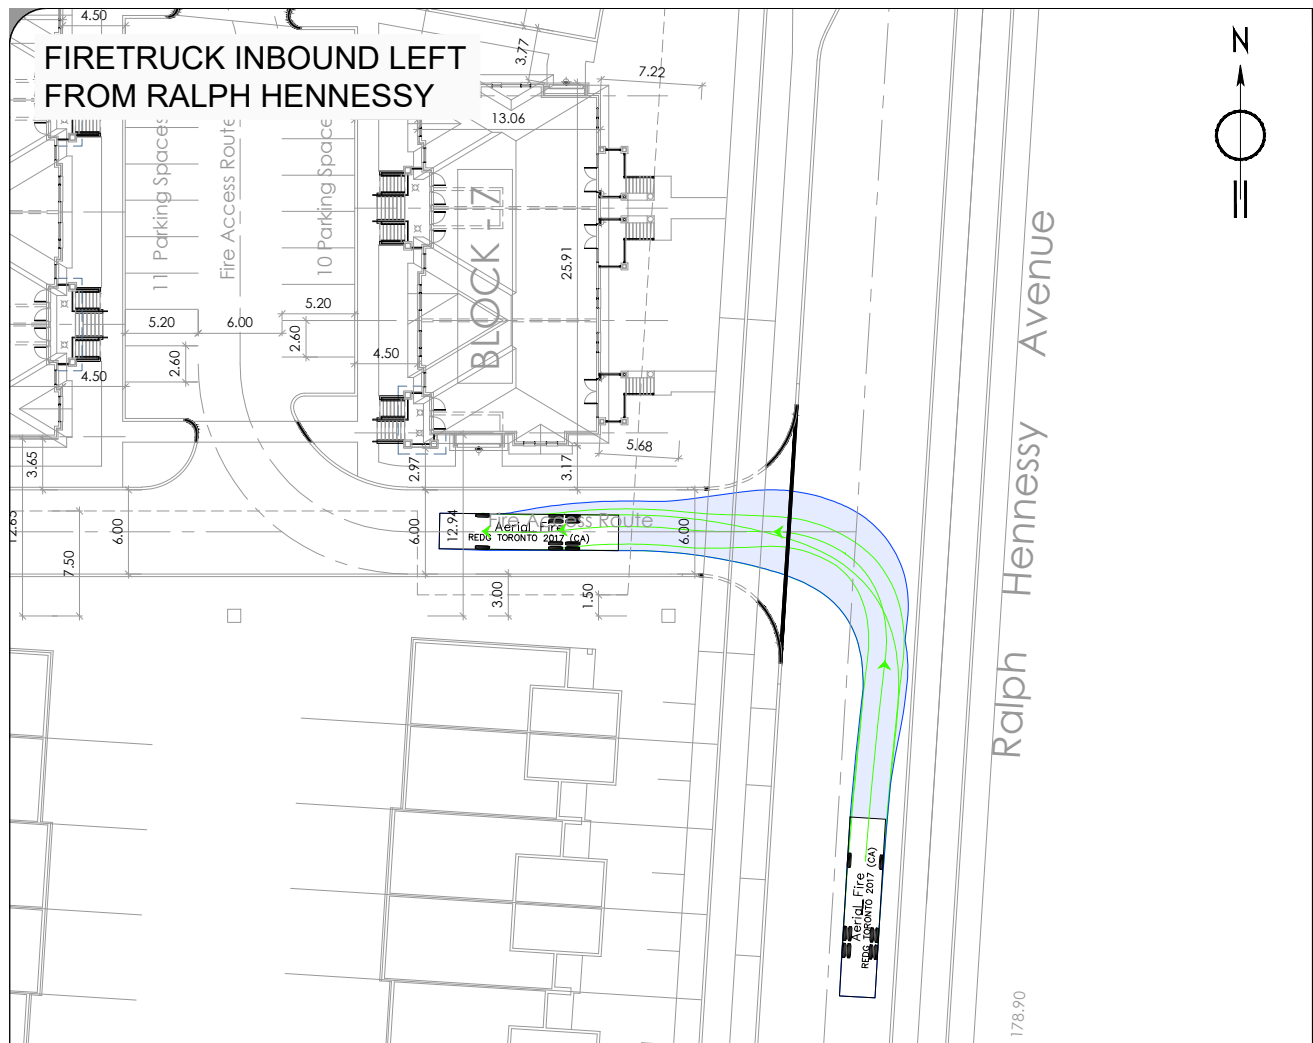 4.50
FIRETRUCK INBOUND LEFT
FROM RALPH HENNESSY
3.77
7.22
N
13.06
11 Parking Spaces
Fire Access Route
10 Parking Space
BLOCK -7
25.91
Ralph Hennessy Avenue
5.20
5.20
6.00
2.60
2.60
4.50
4.50
5.68
3.65
2.97
3.17
12.65
6.00
6.00
12.94
Fire Access Route
6.00
Aerial Fire
REDG TORONTO 2017 (CA)
7.50
3.00
1.50
Aerial Fire
REDG TORONTO 2017 (CA)
178.90